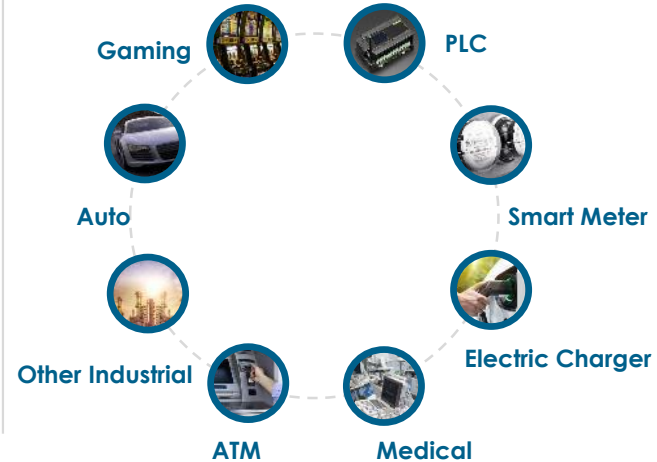 Gaming
PLC
Auto
Smart Meter
Other Industrial
Electric Charger
ATM
Medical